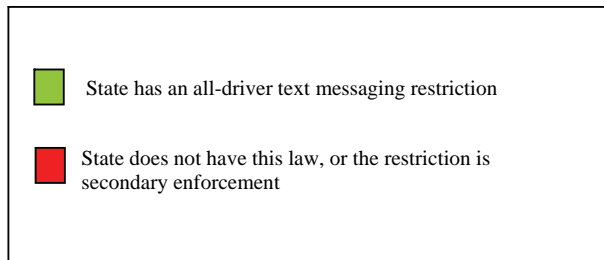 State has an all-driver text messaging restriction
State does not have this law, or the restriction is
secondary enforcement